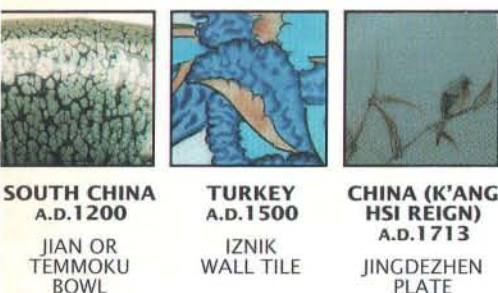 SOUTH CHINA
A.D.1200
JIAN OR
TEMMOKU
BOWL
TURKEY
A.D.1500
IZNIK
WALL TILE
CHINA (K'ANG
HSI REIGN)
A.D.1713
JINGDEZHEN
PLATE